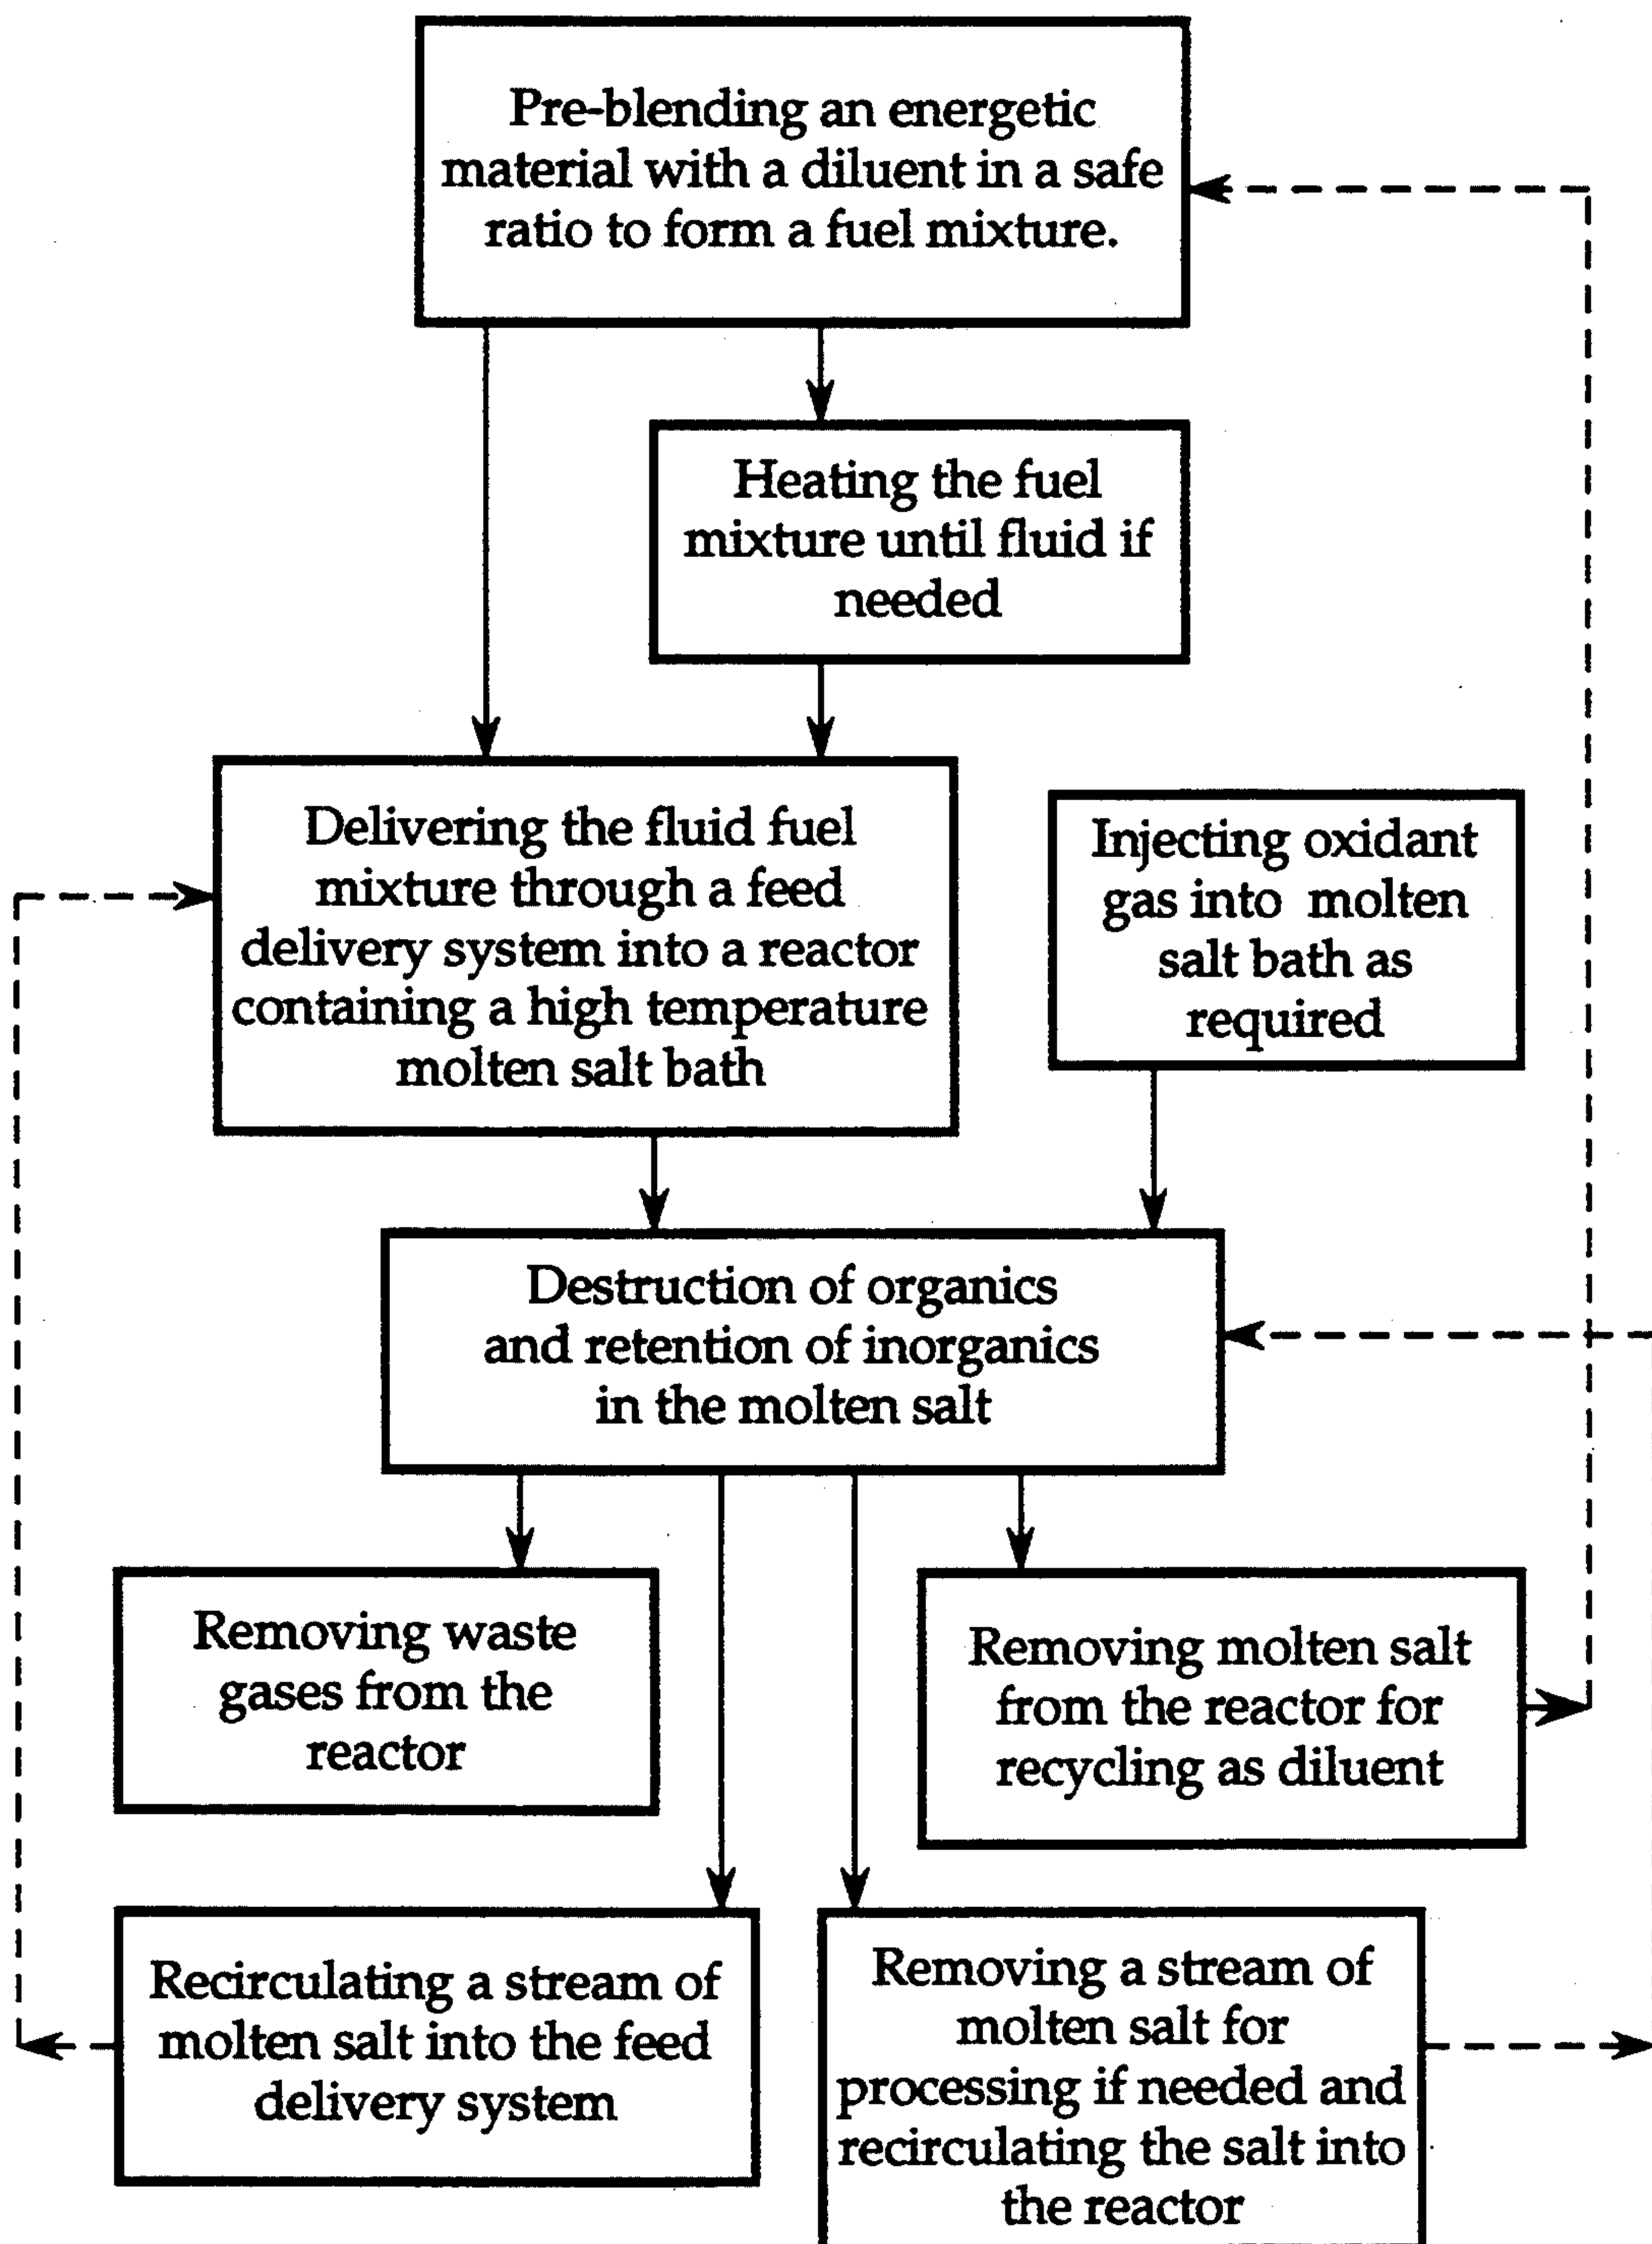 Pre-blending an energetic
material with a diluent in a safe
ratio to form a fuel mixture.
Heating the fuel
mixture until fluid if
needed
Delivering the fluid fuel
mixture through a feed
delivery system into a reactor
containing a high temperature
molten salt bath
Injecting oxidant
gas into molten
salt bath as
required
Destruction of organics
and retention of inorganics
in the molten salt
Removing waste
gases from the
reactor
Removing molten salt
from the reactor for
recycling as diluent
Recirculating a stream of
molten salt into the feed
delivery system
Removing a stream of
molten salt for
processing if needed and
recirculating the salt into
the reactor